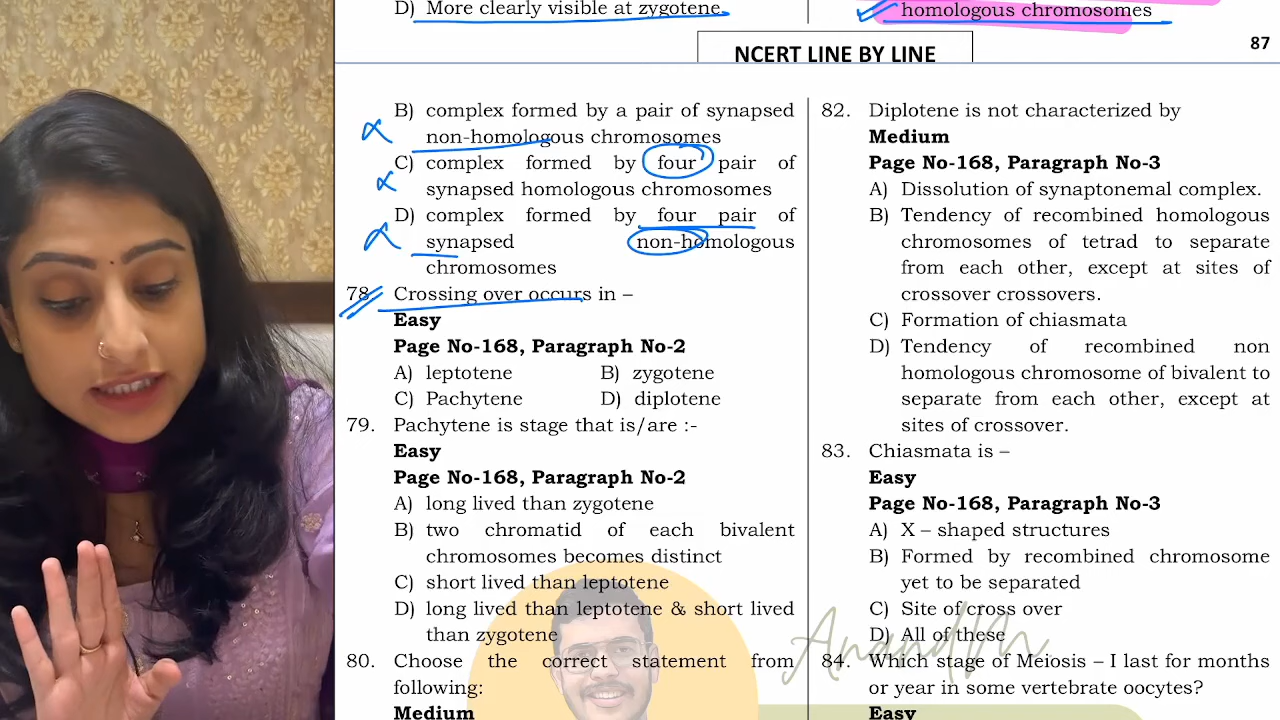 D) More clearly visible at zygotene.
homologous chromosomes
NCERT LINE BY LINE
87
B) complex formed by a pair of synapsed
non-homologous chromosomes
C) complex formed by four pair of
synapsed homologous chromosomes
D) complex formed by four pair of
synapsed non-homologous
chromosomes
78. Crossing over occurs in –
Easy
Page No-168, Paragraph No-2
A) leptotene B) zygotene
C) Pachytene D) diplotene
79. Pachytene is stage that is/are :-
Easy
Page No-168, Paragraph No-2
A) long lived than zygotene
B) two chromatid of each bivalent
chromosomes becomes distinct
C) short lived than leptotene
D) long lived than leptotene & short lived
than zygotene
80. Choose the correct statement from
following:
Medium
82. Diplotene is not characterized by
Medium
Page No-168, Paragraph No-3
A) Dissolution of synaptonemal complex.
B) Tendency of recombined homologous
chromosomes of tetrad to separate
from each other, except at sites of
crossover crossovers.
C) Formation of chiasmata
D) Tendency of recombined non
homologous chromosome of bivalent to
separate from each other, except at
sites of crossover.
83. Chiasmata is –
Easy
Page No-168, Paragraph No-3
A) X – shaped structures
B) Formed by recombined chromosome
yet to be separated
C) Site of cross over
D) All of these
84. Which stage of Meiosis – I last for months
or year in some vertebrate oocytes?
Easy